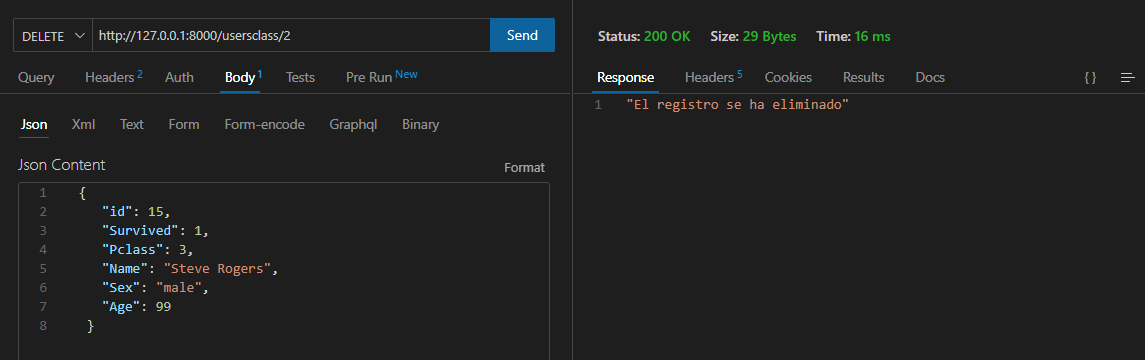 DELETE http://127.0.0.1:8000/usersclass/2 Send
Query Headers 2 Auth Body 1 Tests Pre Run New
Json Xml Text Form Form-encode Graphql Binary
Json Content Format
1 {
2 "id": 15,
3 "Survived": 1,
4 "Pclass": 3,
5 "Name": "Steve Rogers",
6 "Sex": "male",
7 "Age": 99
8 }
Status: 200 OK Size: 29 Bytes Time: 16 ms
Response Headers 5 Cookies Results Docs { }
1 "El registro se ha eliminado"